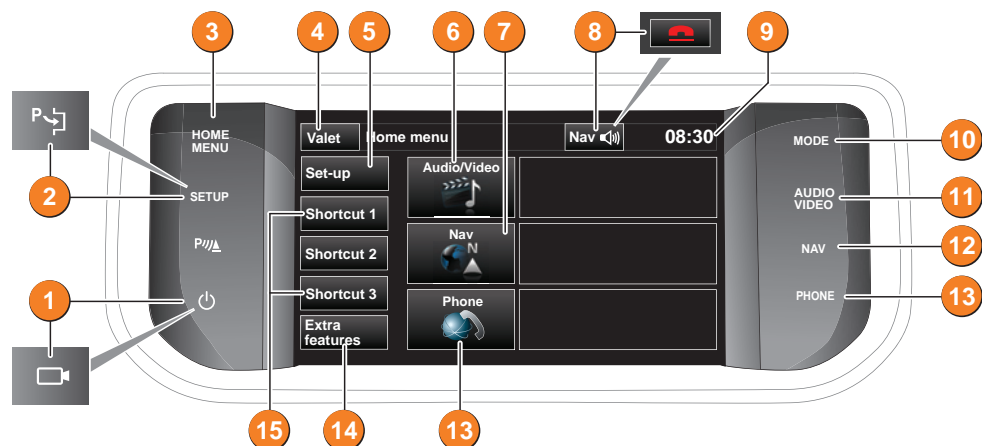 3
4
5
6
7
8
9
P
HOME
MENU
Valet
Home menu
Nav
08:30
MODE
10
2
SETUP
Set-up
Audio/Video
AUDIO
VIDEO
11
Shortcut 1
P
Shortcut 2
Nav
N
NAV
12
1
Shortcut 3
Phone
PHONE
13
Extra
features
15
14
13